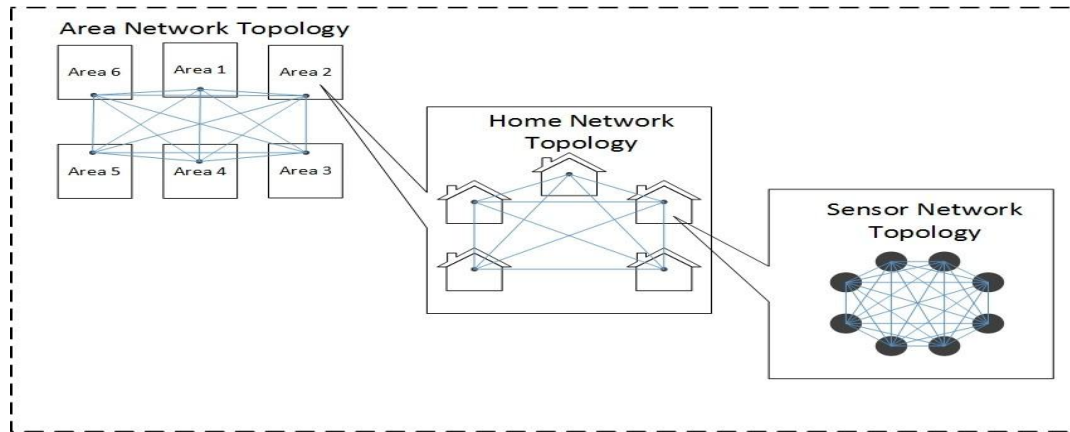 Area Network Topology
Area 6
Area 1
Area 2
Area 5
Area 4
Area 3
Home Network
Topology
Sensor Network
Topology